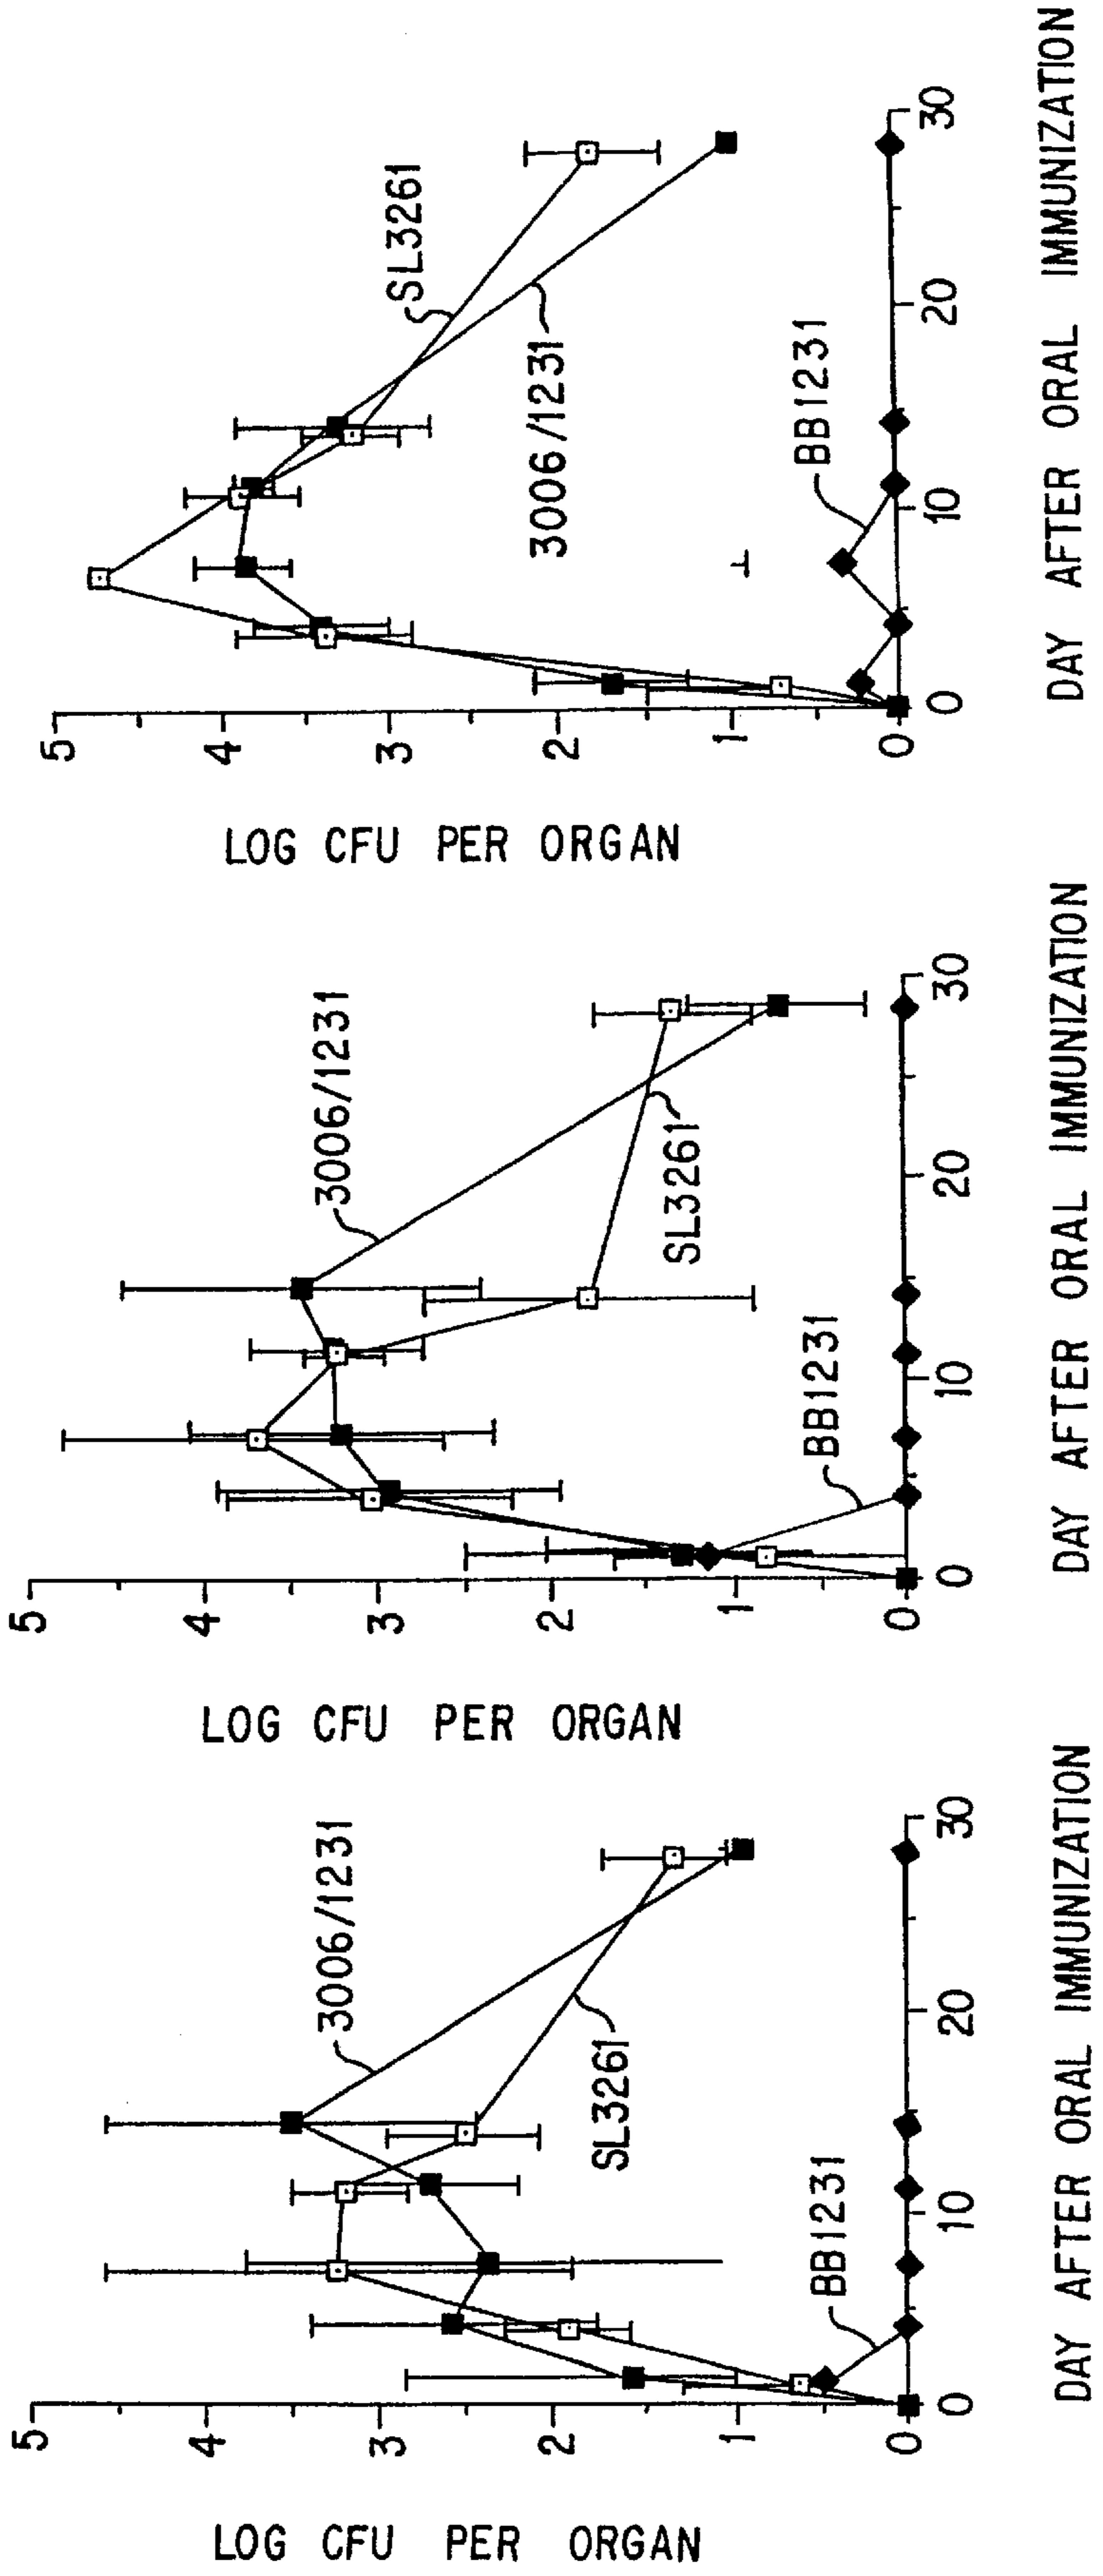 LOG CFU PER ORGAN
5
4
3
2
1
0
0
10
20
30
3006/1231
SL3261
BB1231
DAY AFTER ORAL IMMUNIZATION
LOG CFU PER ORGAN
5
4
3
2
1
0
0
10
20
30
3006/1231
SL3261
BB1231
DAY AFTER ORAL IMMUNIZATION
LOG CFU PER ORGAN
5
4
3
2
1
0
0
10
20
30
SL3261
3006/1231
BB1231
DAY AFTER ORAL IMMUNIZATION